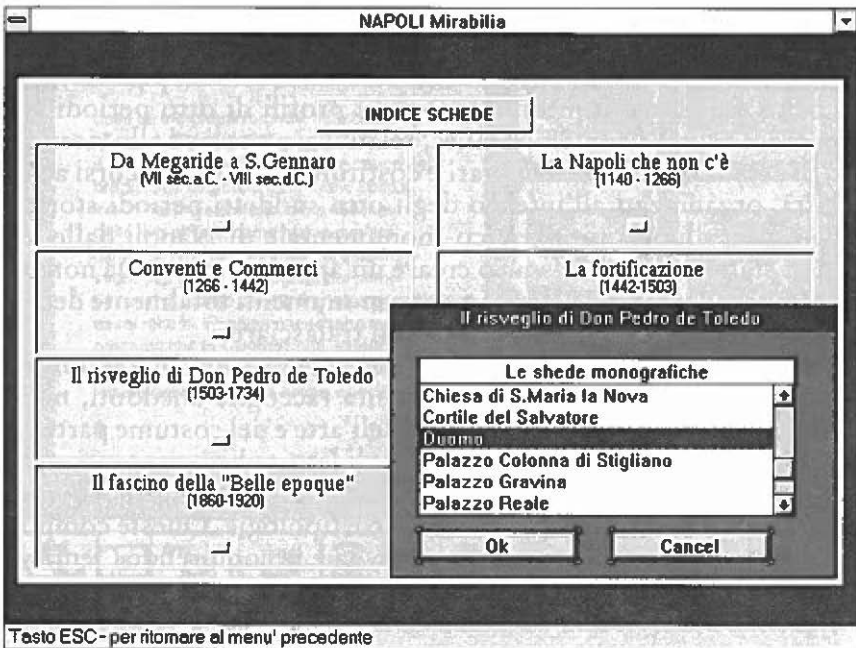 NAPOLI Mirabilia
INDICE SCHEDE
Da Megaride a S.Gennaro
(VII sec.a.C. - VIII sec.d.C.)
La Napoli che non c'è
(1140 - 1266)
Conventi e Commerci
(1266 - 1442)
La fortificazione
(1442-1503)
Il risveglio di Don Pedro de Toledo
(1503-1734)
Il fascino della "Belle epoque"
(1860-1920)
Il risveglio di Don Pedro de Toledo
Le shede monografiche
Chiesa di S.Maria la Nova
Cortile del Salvatore
Duomo
Palazzo Colonna di Stigliano
Palazzo Gravina
Palazzo Reale
Ok
Cancel
Tasto ESC - per ritornare al menu' precedente